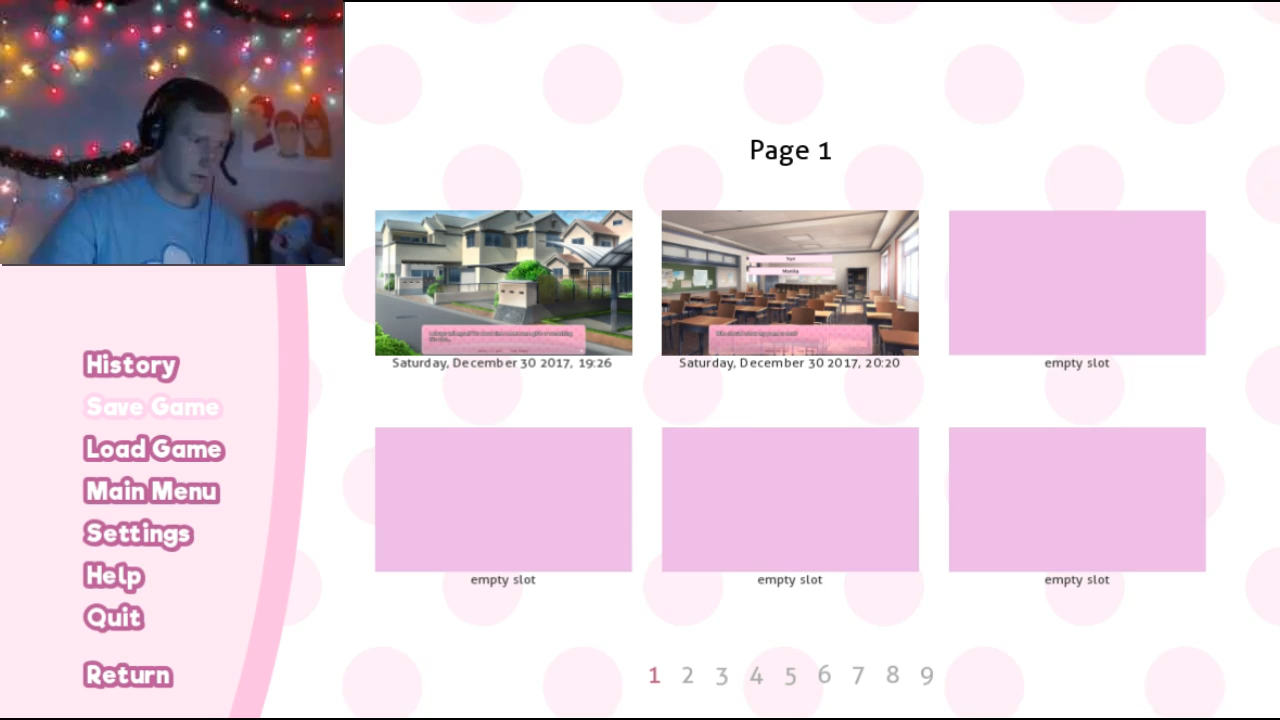 Page 1
Saturday, December 30 2017, 19:26
Saturday, December 30 2017, 20:20
empty slot
empty slot
empty slot
empty slot
History
Save Game
Load Game
Main Menu
Settings
Help
Quit
Return
1 2 3 4 5 6 7 8 9
Yuri
Monika